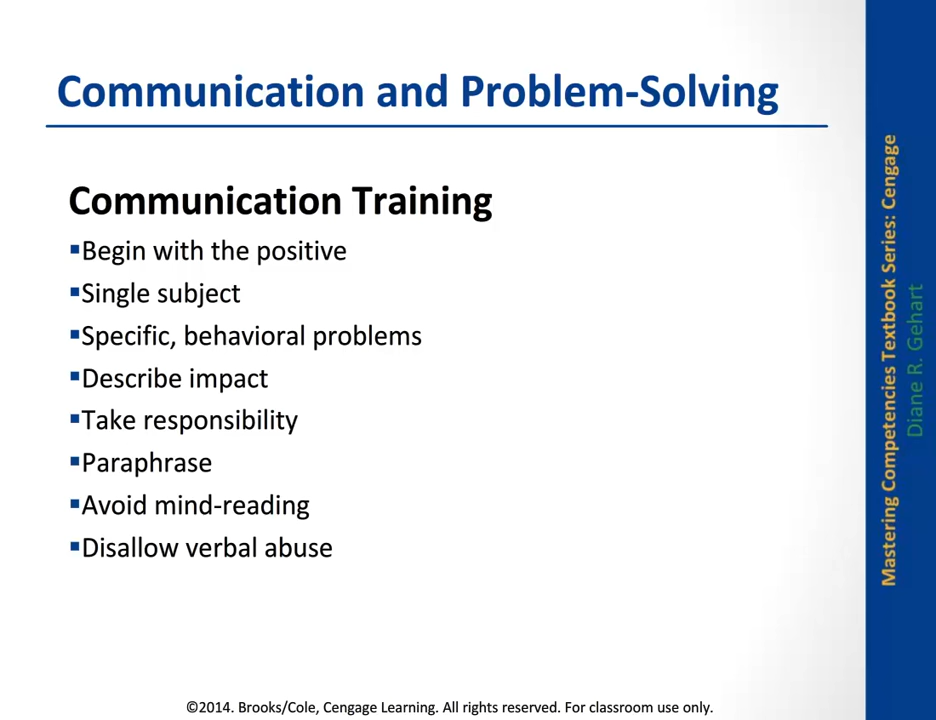 Communication and Problem-Solving
Communication Training
▪Begin with the positive
▪Single subject
▪Specific, behavioral problems
▪Describe impact
▪Take responsibility
▪Paraphrase
▪Avoid mind-reading
▪Disallow verbal abuse
Mastering Competencies Textbook Series: Cengage
Diane R. Gehart
©2014. Brooks/Cole, Cengage Learning. All rights reserved. For classroom use only.